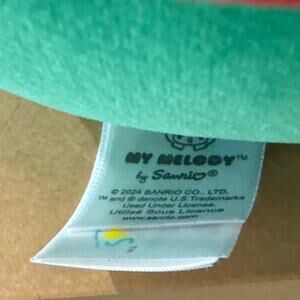 MY MELODY™
by Sanrio®
© 2024 SANRIO CO., LTD.
™ and ® denote U.S. Trademarks
Used Under License.
Utilisé Sous Licence
www.sanrio.com